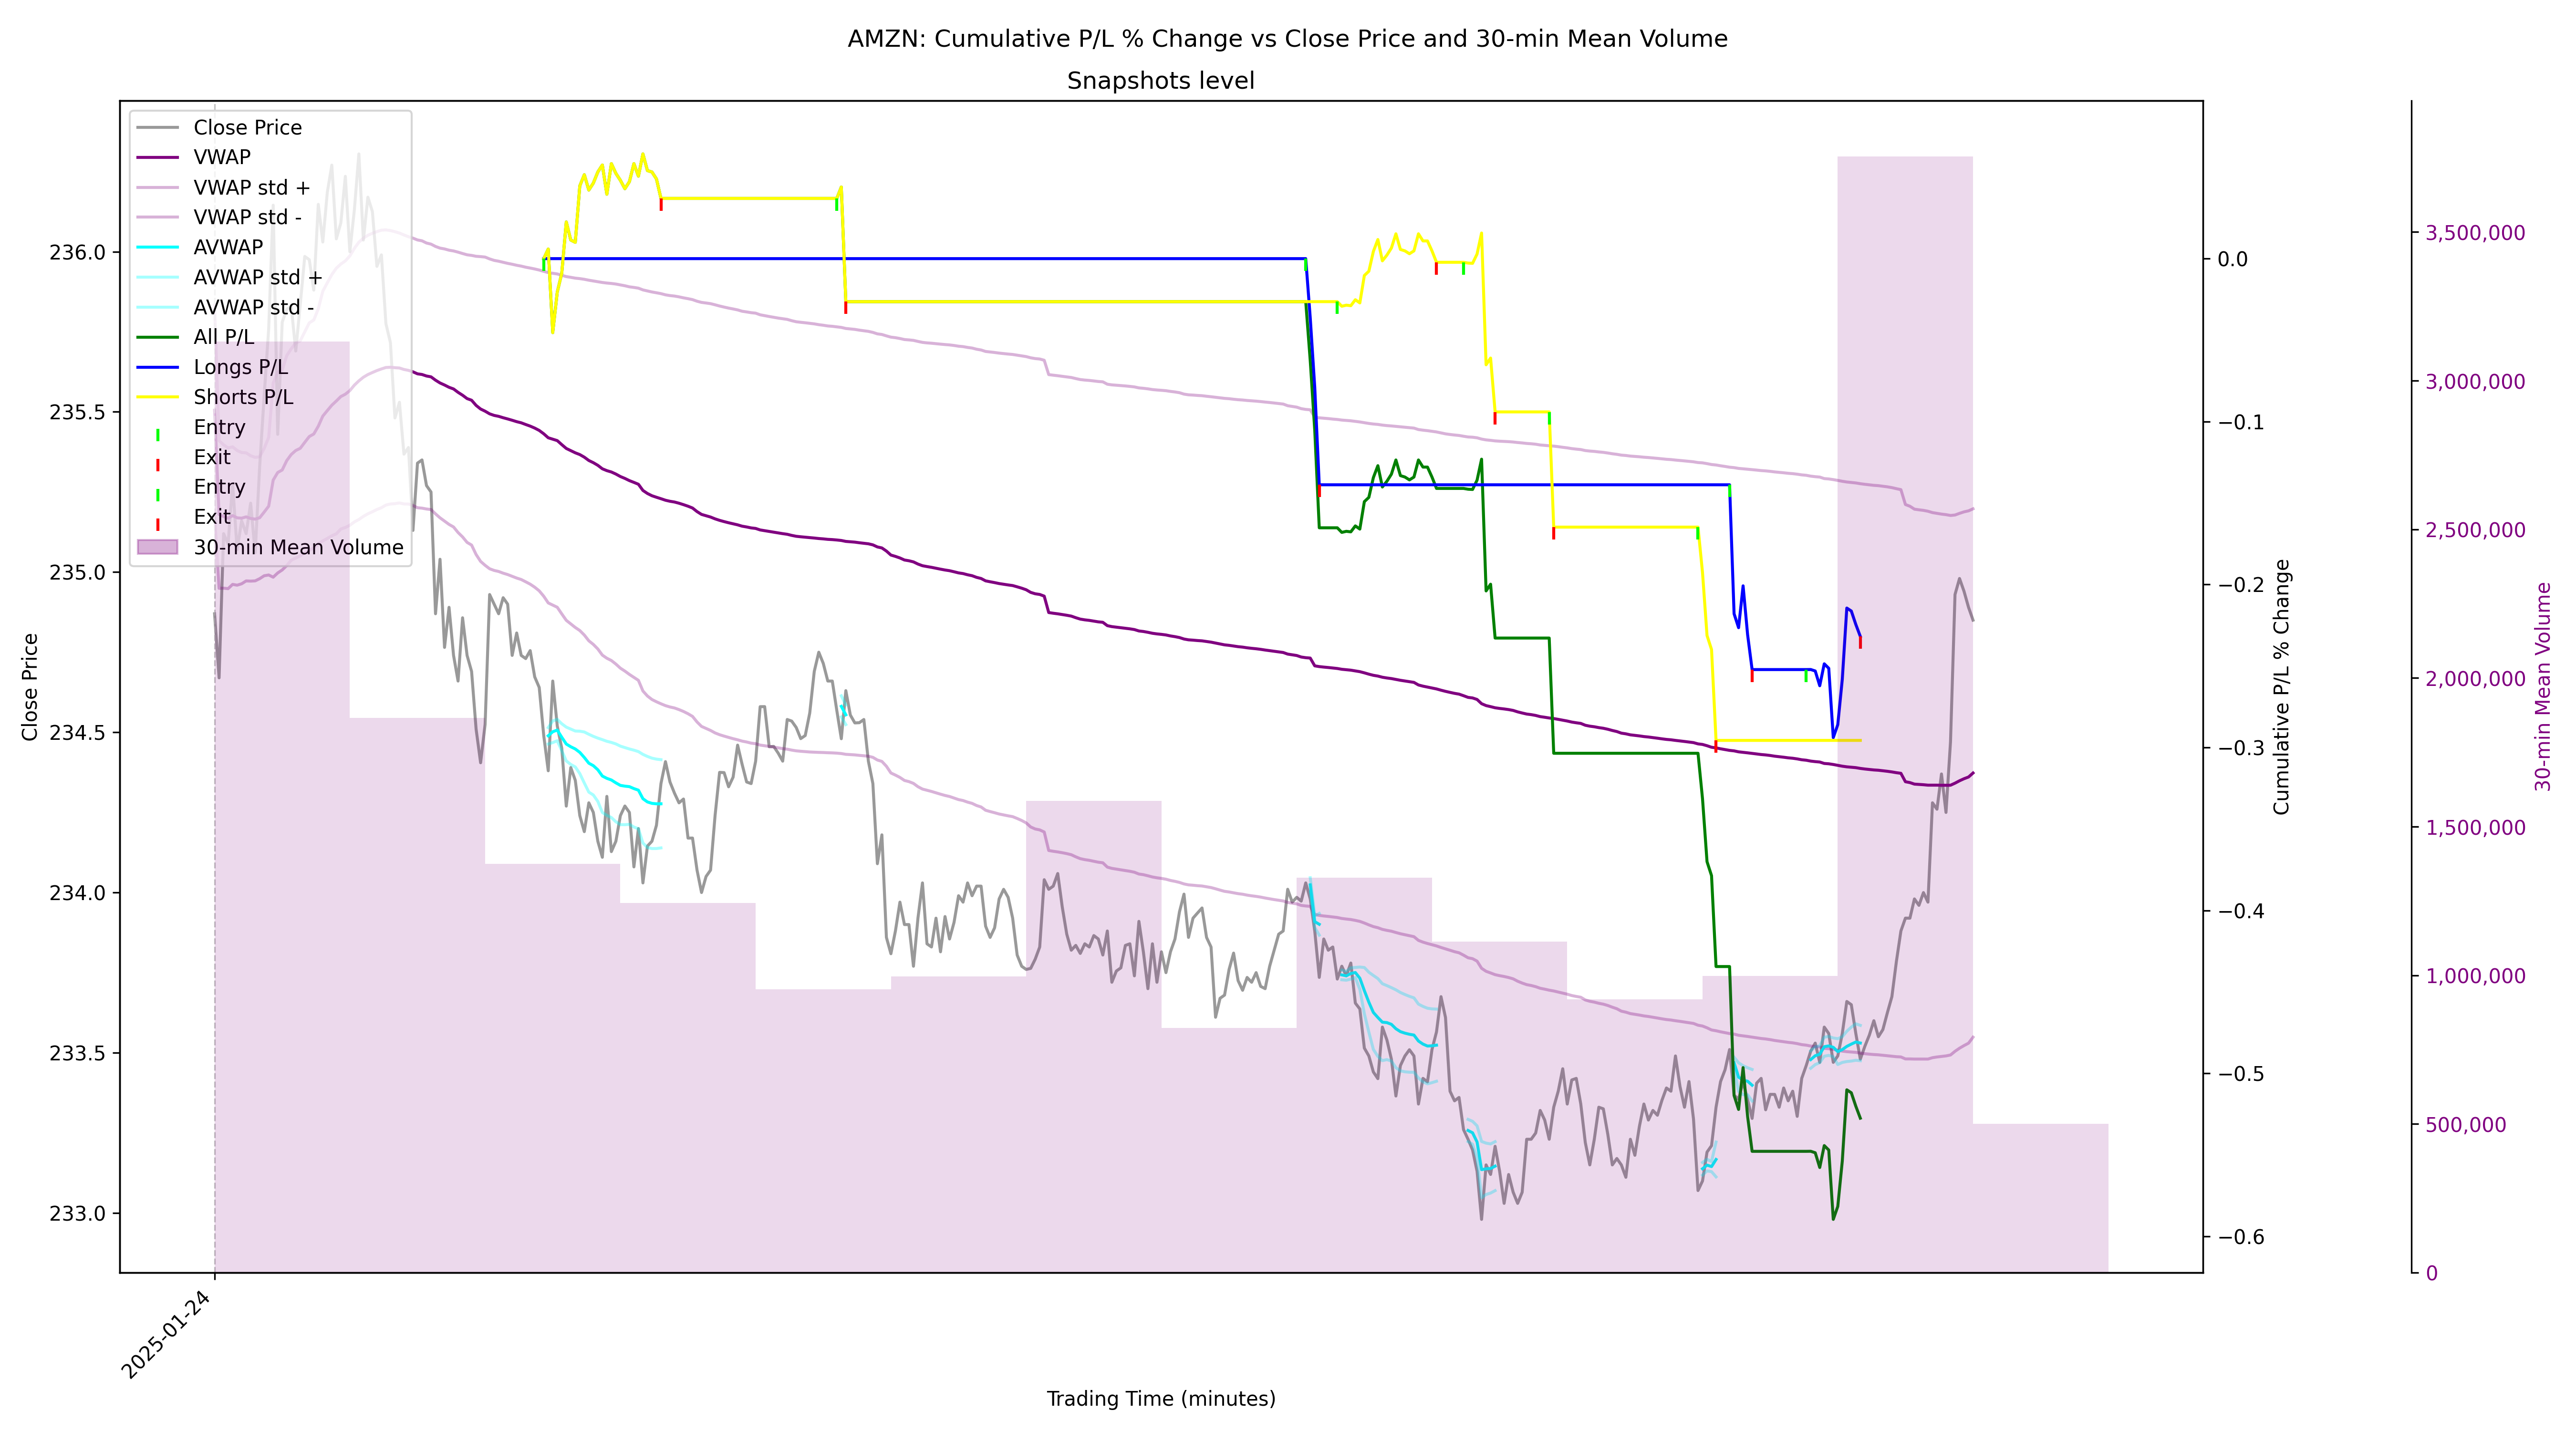 AMZN: Cumulative P/L % Change vs Close Price and 30-min Mean Volume
Snapshots level
Close Price
VWAP
VWAP std +
VWAP std -
AVWAP
AVWAP std +
AVWAP std -
All P/L
Longs P/L
Shorts P/L
Entry
Exit
Entry
Exit
30-min Mean Volume
236.0
235.5
235.0
234.5
234.0
233.5
233.0
Close Price
0.0
−0.1
−0.2
−0.3
−0.4
−0.5
−0.6
Cumulative P/L % Change
3,500,000
3,000,000
2,500,000
2,000,000
1,500,000
1,000,000
500,000
0
30-min Mean Volume
2025-01-24
Trading Time (minutes)